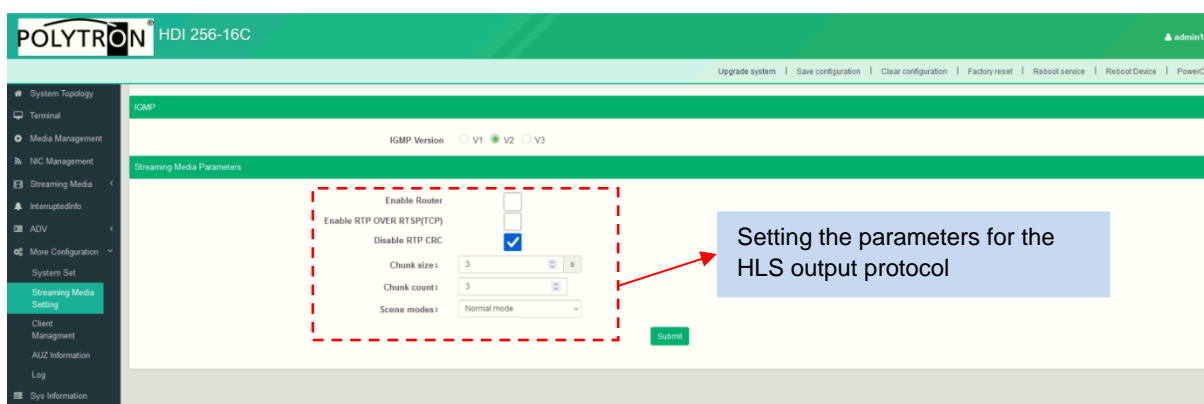 POLYTRON® HDI 256-16C
admin1
Upgrade system | Save configuration | Clear configuration | Factory reset | Reboot service | Reboot Device | PowerO
System Topology
Terminal
Media Management
NIC Management
Streaming Media
InterruptedInfo
ADV
More Configuration
System Set
Streaming Media
Setting
Client
Managment
AUZ Information
Log
Sys Information
IGMP
IGMP Version V1 V2 V3
Streaming Media Parameters
Enable Router
Enable RTP OVER RTSP(TCP)
Disable RTP CRC
Chunk size: 3 s
Chunk count: 3
Scene modes: Normal mode
Submit
Setting the parameters for the
HLS output protocol